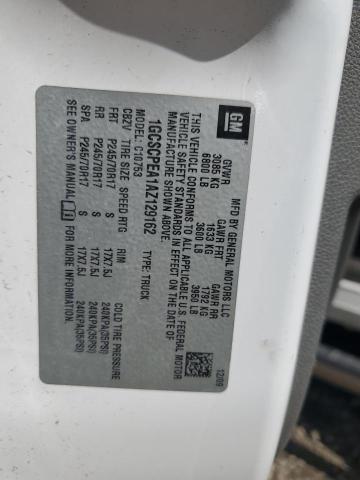 GM
MFD BY GENERAL MOTORS LLC 12/09
GVWR GAWR FRT GAWR RR
3085 KG 1633 KG 1792 KG
6800 LB 3600 LB 3950 LB
THIS VEHICLE CONFORMS TO ALL APPLICABLE U.S. FEDERAL MOTOR
VEHICLE SAFETY STANDARDS IN EFFECT ON THE DATE OF
MANUFACTURE SHOWN ABOVE.
1GCSCPEA1AZ129162 TYPE: TRUCK
MODEL: C10753
C82V TIRE SIZE SPEED RTG RIM COLD TIRE PRESSURE
FRT P245/70R17 S 17X7.5J 240KPA(35PSI)
RR P245/70R17 S 17X7.5J 240KPA(35PSI)
SPA P245/70R17 S 17X7.5J 240KPA(35PSI)
SEE OWNER'S MANUAL